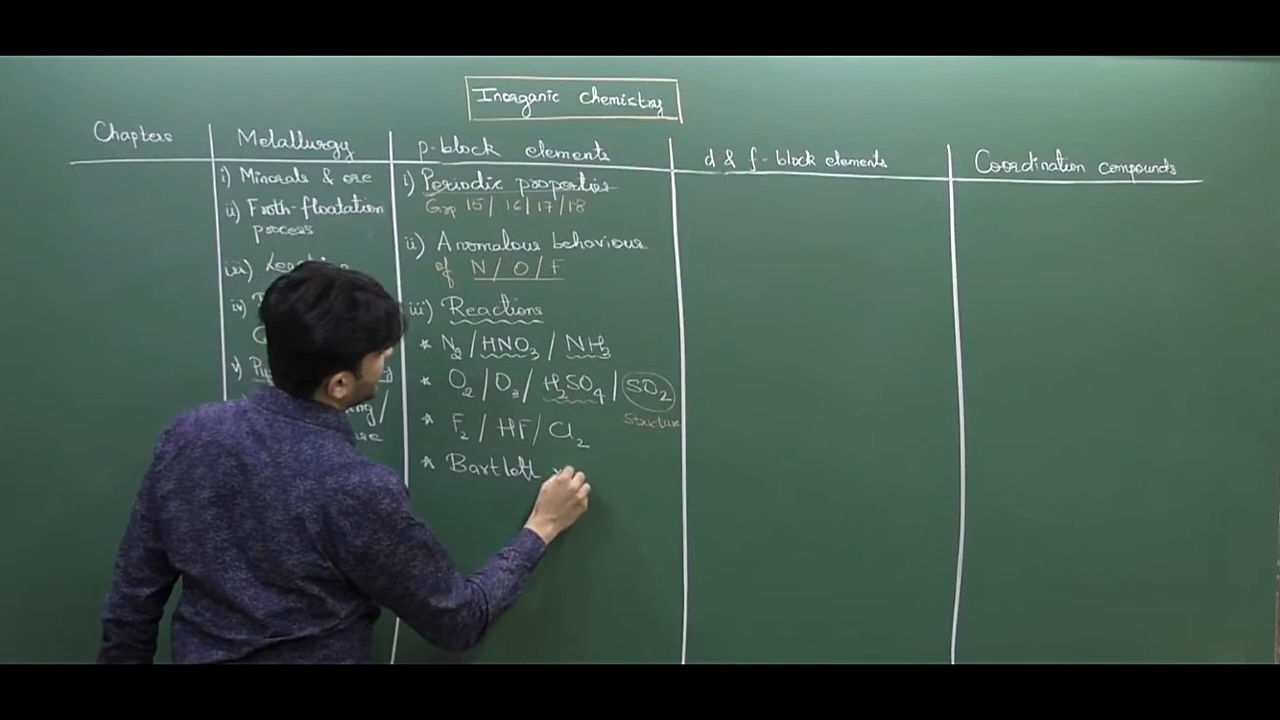 Inorganic chemistry
Chapters
Metallurgy
p-block elements
d & f - block elements
Coordination compounds
i) Minerals & ore
ii) Froth-floatation
process
iii)
iv)
v)
i) Periodic properties
Grp 15/ 16/ 17/ 18
ii) Anomalous behaviour
of N/ O/ F
iii) Reactions
* N₂ / HNO₃ / NH₃
* O₂ / O₃ / H₂SO₄ / SO₂
Structure
* F₂ / HF / Cl₂
* Bartlett